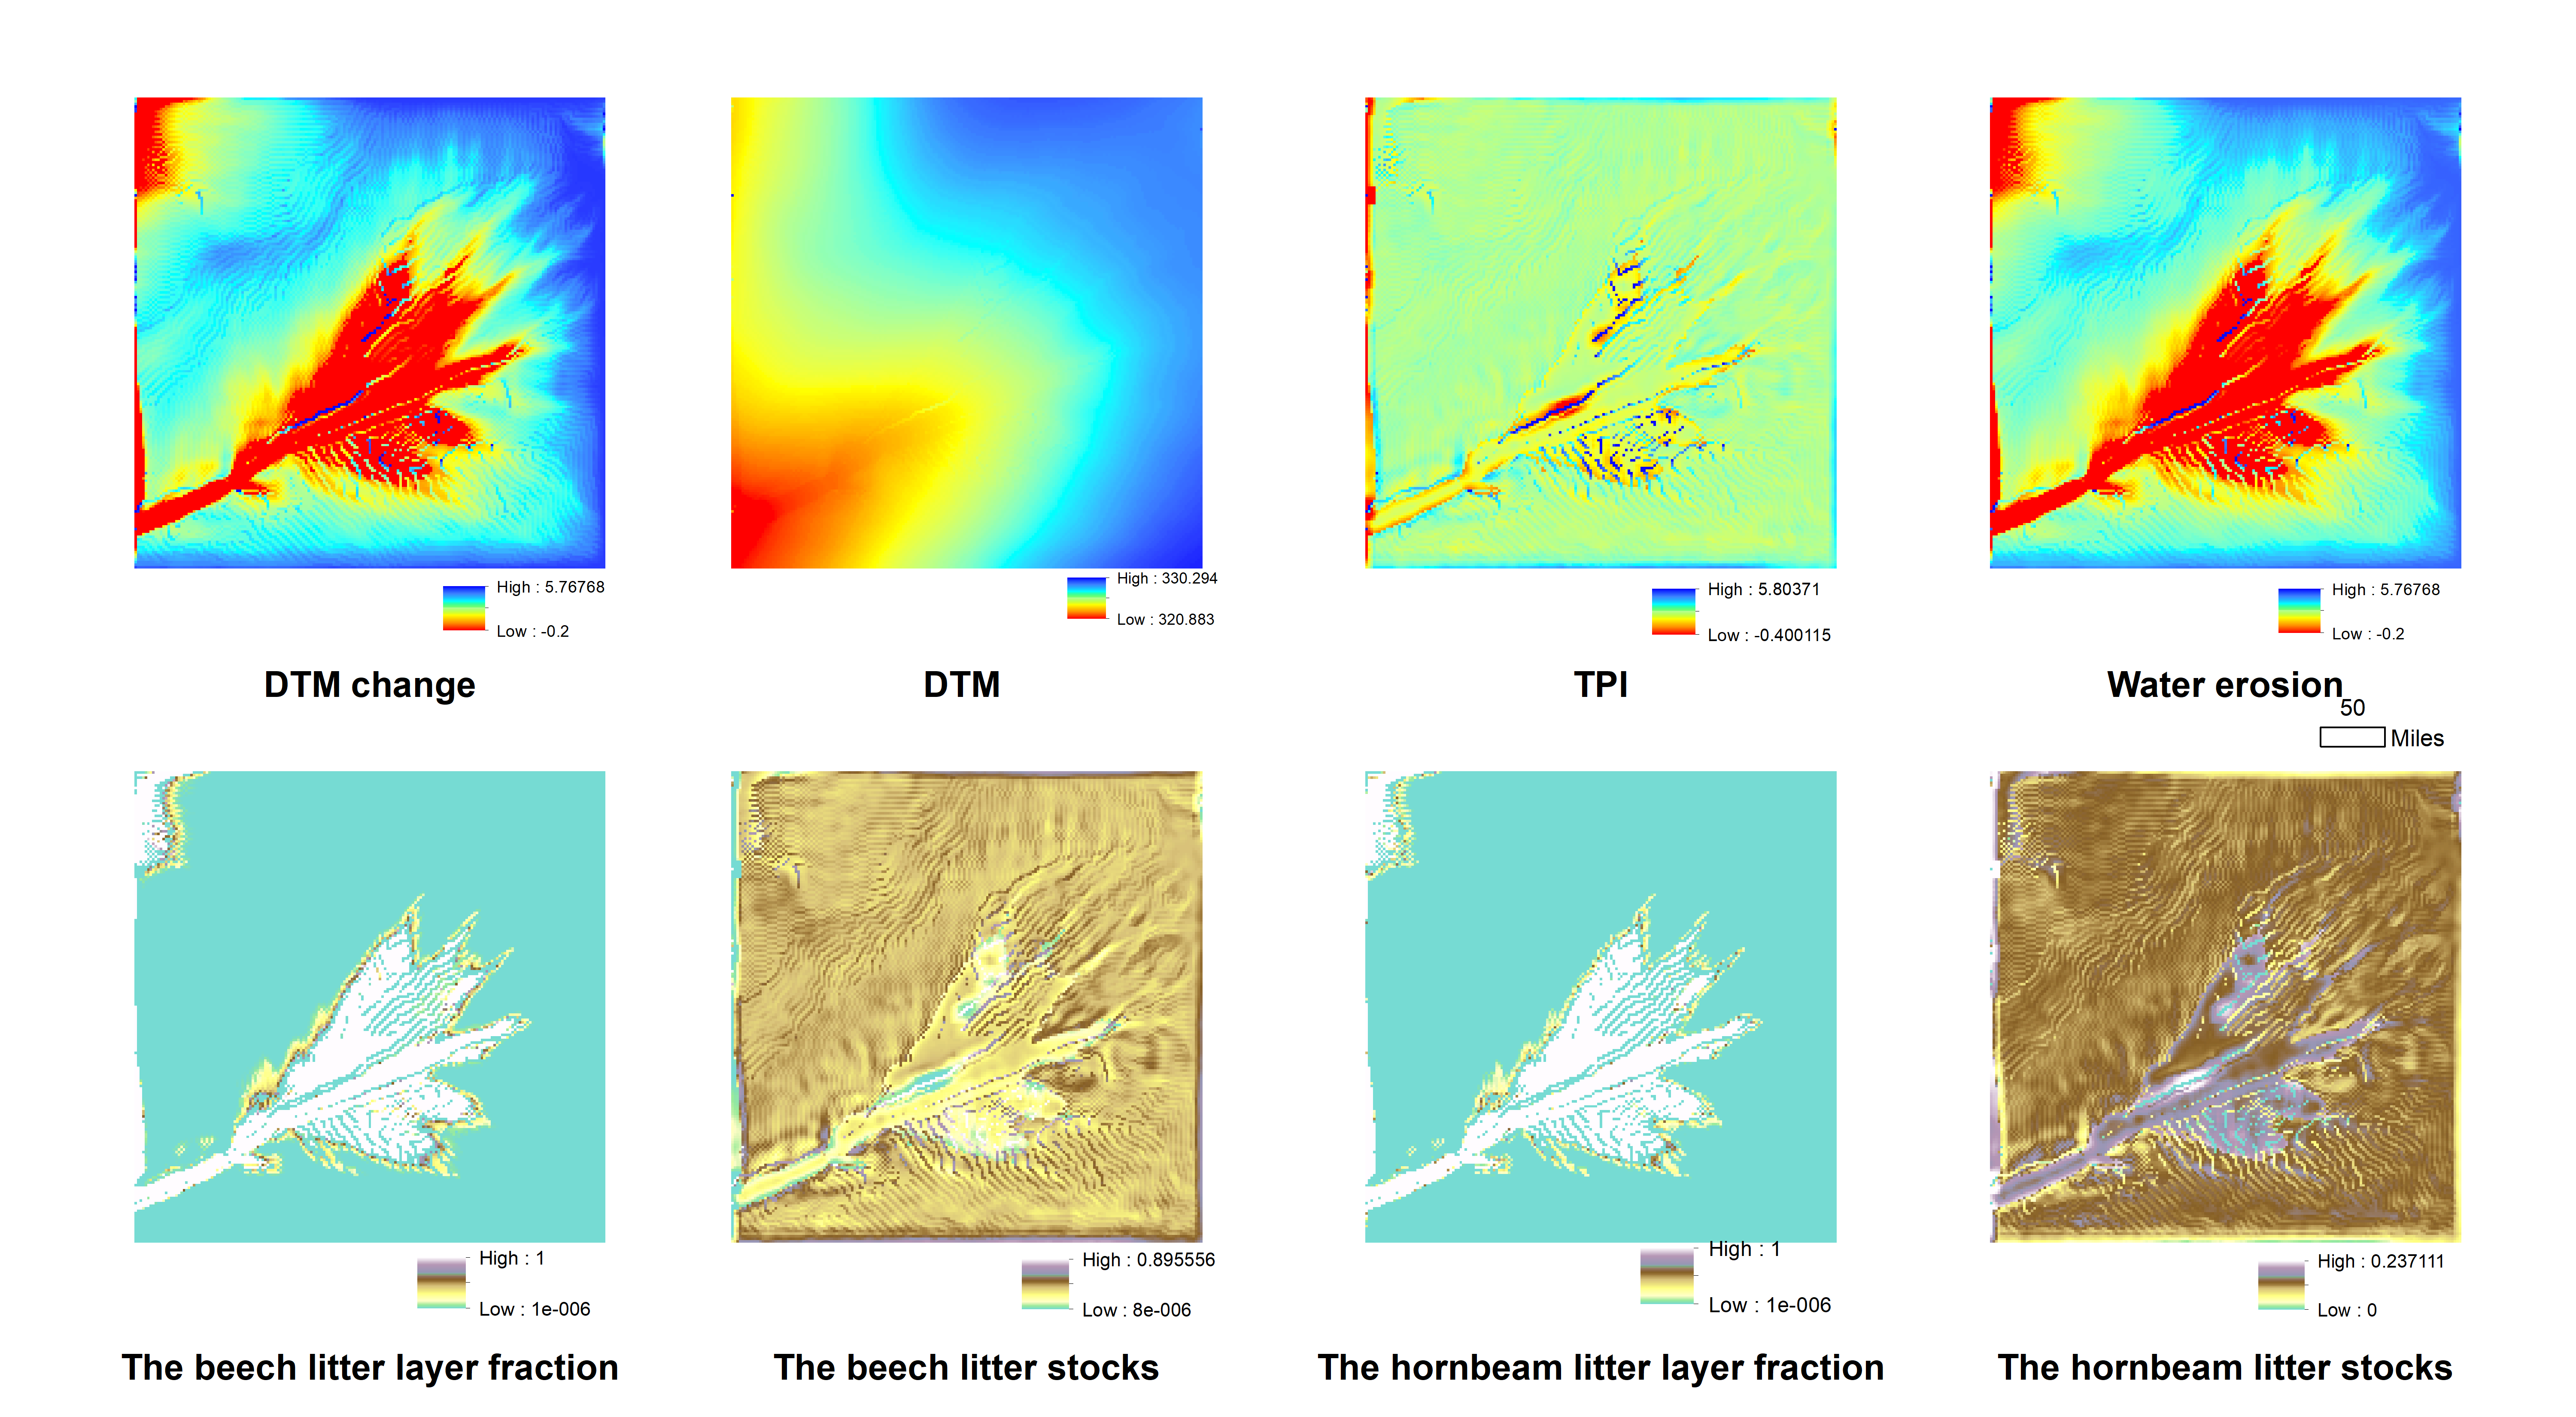 High : 5.76768
Low : -0.2
DTM change
High : 330.294
Low : 320.883
DTM
High : 5.80371
Low : -0.400115
TPI
High : 5.76768
Low : -0.2
Water erosion
50
Miles
High : 1
Low : 1e-006
The beech litter layer fraction
High : 0.895556
Low : 8e-006
The beech litter stocks
High : 1
Low : 1e-006
The hornbeam litter layer fraction
High : 0.237111
Low : 0
The hornbeam litter stocks